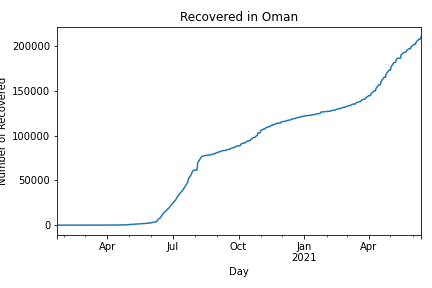 Recovered in Oman
Number of Recovered
200000
150000
100000
50000
0
Apr
Jul
Oct
Jan
2021
Apr
Day